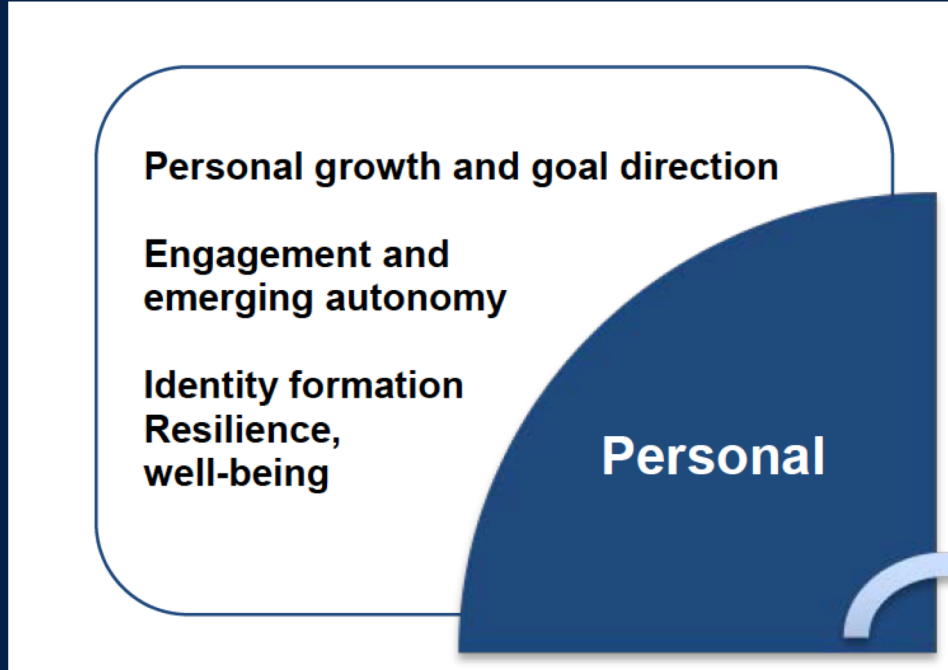 Personal growth and goal direction
Engagement and
emerging autonomy
Identity formation
Resilience,
well-being
Personal